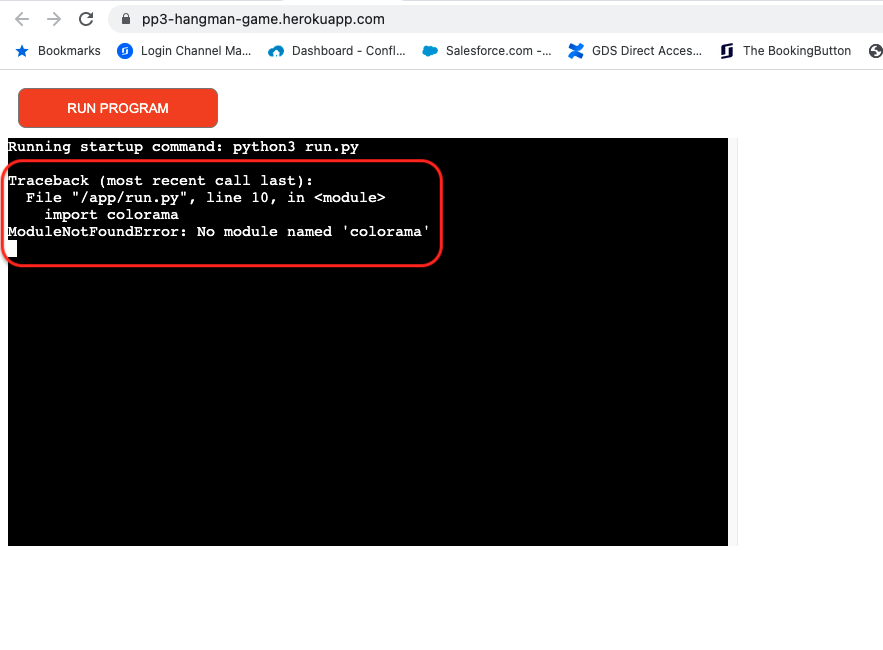 pp3-hangman-game.herokuapp.com
Bookmarks Login Channel Ma... Dashboard - Confl... Salesforce.com -... GDS Direct Acces... The BookingButton
RUN PROGRAM
Running startup command: python3 run.py
Traceback (most recent call last):
File "/app/run.py", line 10, in <module>
import colorama
ModuleNotFoundError: No module named 'colorama'